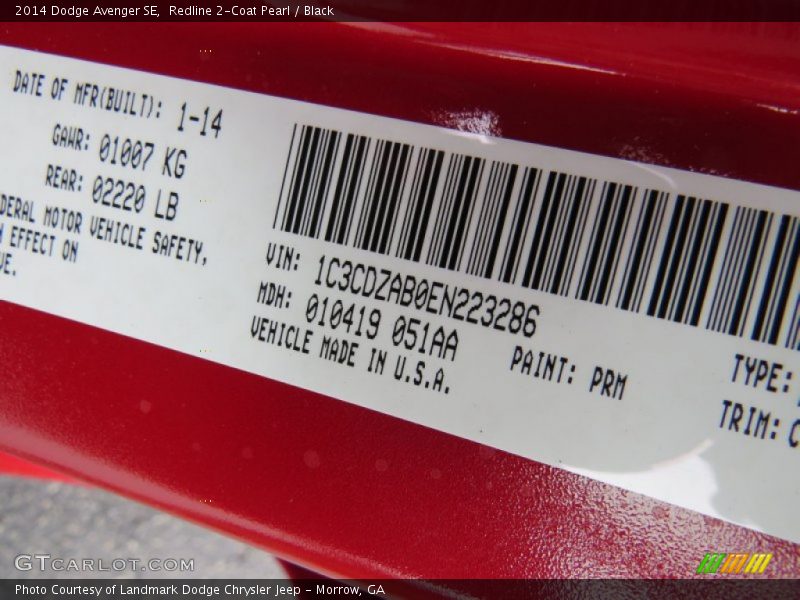 2014 Dodge Avenger SE,  Redline 2-Coat Pearl / Black
DATE OF MFR(BUILT): 1-14
GAWR: 01007 KG
REAR: 02220 LB
MOTOR VEHICLE SAFETY,
EFFECT ON
VIN: 1C3CDZAB0EN223286
MDH: 010419 051AA
VEHICLE MADE IN U.S.A.
PAINT: PRM
TYPE:
TRIM: C
GTCARLOT.COM
Photo Courtesy of Landmark Dodge Chrysler Jeep - Morrow, GA